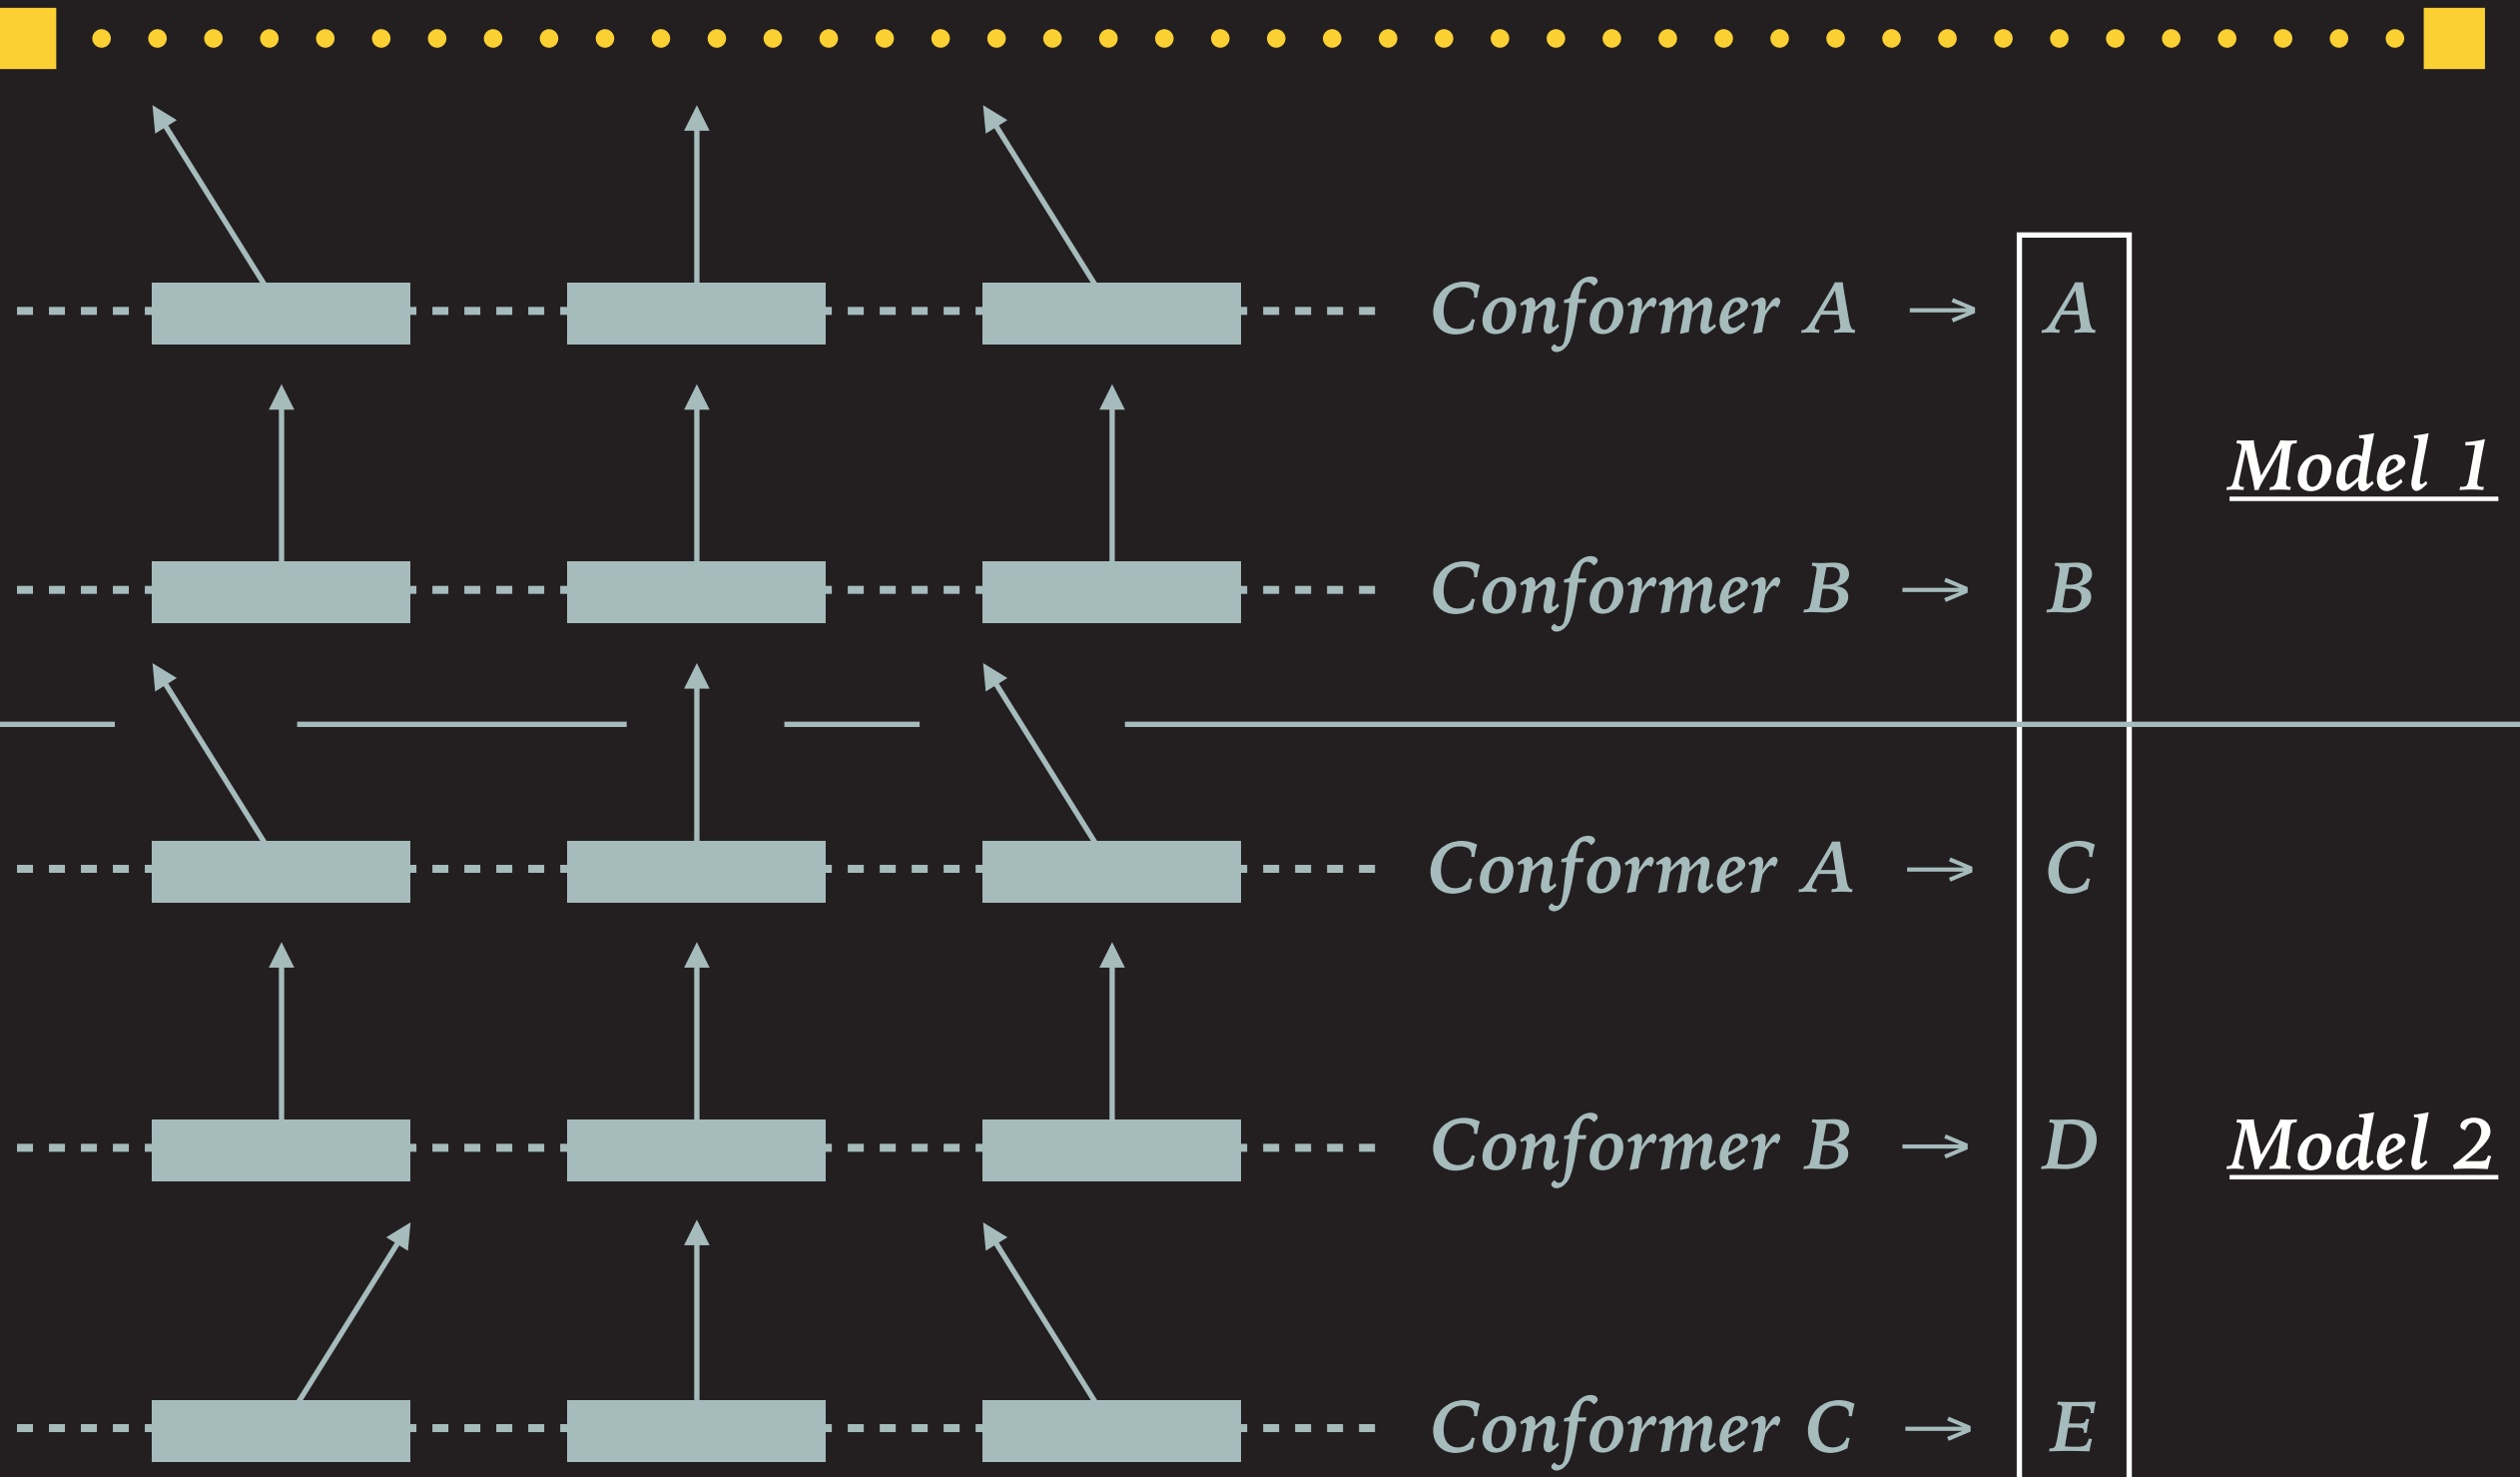 Conformer A → A
Model 1
Conformer B → B
Conformer A → C
Conformer B → D
Model 2
Conformer C → E